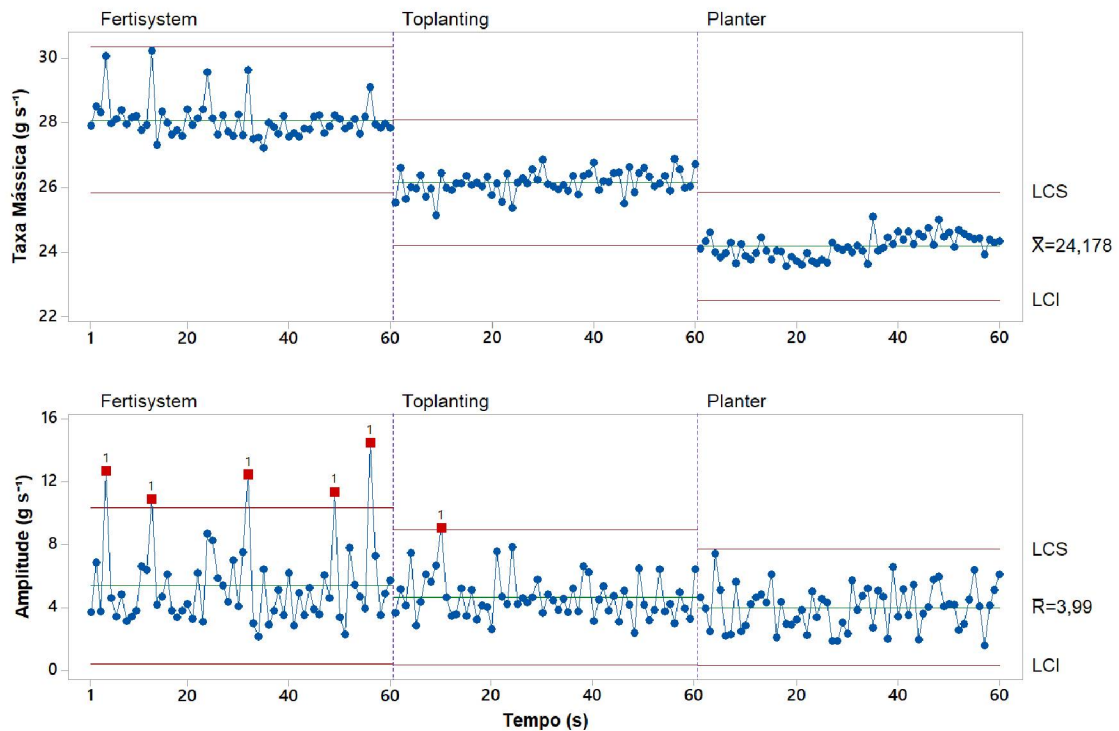 Fertisystem Toplanting Planter
Taxa Mássica (g s⁻¹)
30
28
26
24
22
LCS
X̿=24,178
LCI
1 20 40 60 20 40 60 20 40 60
Fertisystem Toplanting Planter
Amplitude (g s⁻¹)
16
12
8
4
0
1 1 1 1 1 1
LCS
R̅=3,99
LCI
1 20 40 60 20 40 60 20 40 60
Tempo (s)